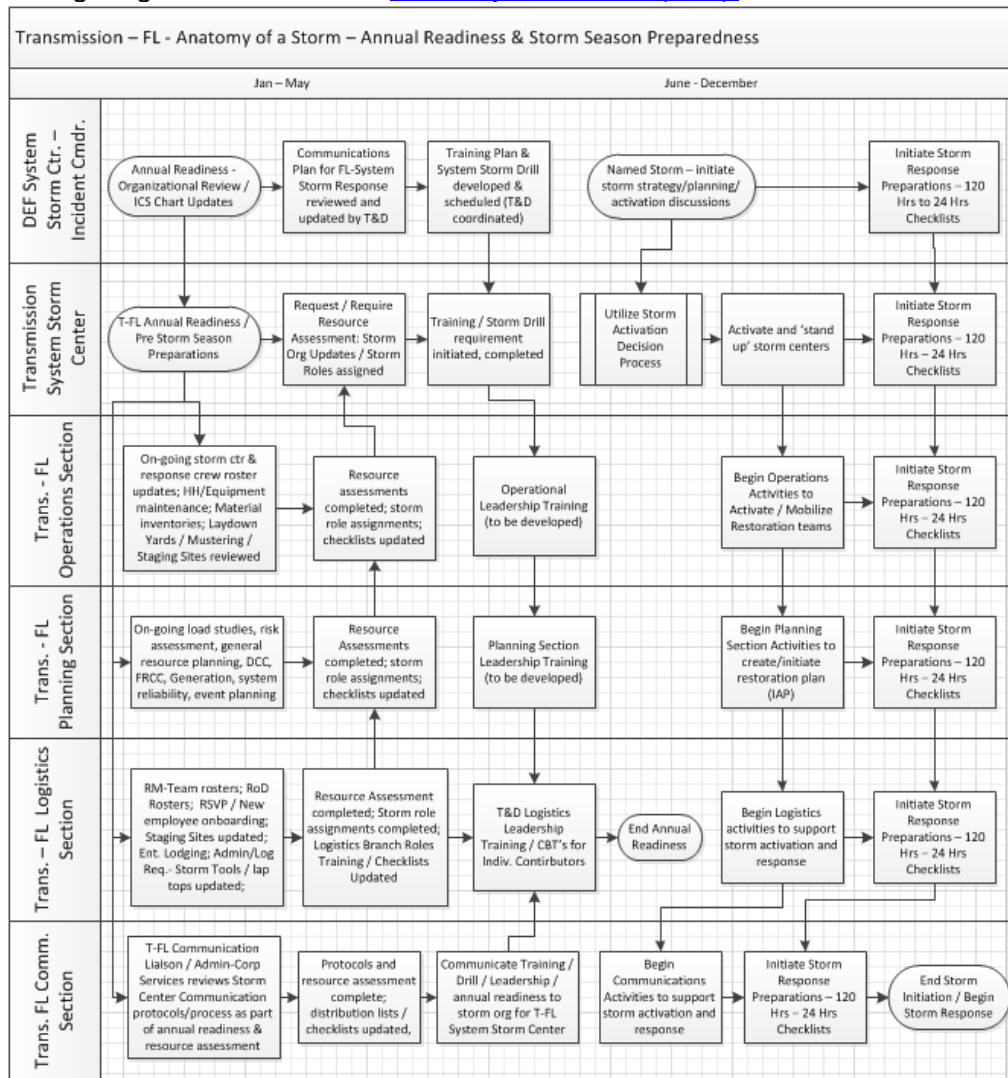 Transmission – FL - Anatomy of a Storm – Annual Readiness & Storm Season Preparedness
Jan – May
June - December
DEF System
Storm Ctr. –
Incident Cmdr.
Annual Readiness -
Organizational Review /
ICS Chart Updates
Communications
Plan for FL-System
Storm Response
reviewed and
updated by T&D
Training Plan &
System Storm Drill
developed &
scheduled (T&D
coordinated)
Named Storm – initiate
storm strategy/planning/
activation discussions
Initiate Storm
Response
Preparations – 120
Hrs to 24 Hrs
Checklists
Transmission
System Storm
Center
T-FL Annual Readiness /
Pre Storm Season
Preparations
Request / Require
Resource
Assessment: Storm
Org Updates / Storm
Roles assigned
Training / Storm Drill
requirement
initiated, completed
Utilize Storm
Activation
Decision
Process
Activate and ‘stand
up’ storm centers
Initiate Storm
Response
Preparations – 120
Hrs – 24 Hrs
Checklists
Trans. - FL
Operations Section
On-going storm ctr &
response crew roster
updates; HH/Equipment
maintenance; Material
inventories; Laydown
Yards / Mustering /
Staging Sites reviewed
Resource
assessments
completed; storm
role assignments;
checklists updated
Operational
Leadership Training
(to be developed)
Begin Operations
Activities to
Activate / Mobilize
Restoration teams
Initiate Storm
Response
Preparations – 120
Hrs – 24 Hrs
Checklists
Trans. - FL
Planning Section
On-going load studies, risk
assessment, general
resource planning, DCC,
FRCC, Generation, system
reliability, event planning
Resource
Assessments
completed; storm
role assignments;
checklists updated
Planning Section
Leadership Training
(to be developed)
Begin Planning
Section Activities to
create/initiate
restoration plan
(IAP)
Initiate Storm
Response
Preparations – 120
Hrs – 24 Hrs
Checklists
Trans. – FL Logistics
Section
RM-Team rosters; RoD
Rosters; RSVP / New
employee onboarding;
Staging Sites updated;
Ent. Lodging; Admin/Log
Req.- Storm Tools / lap
tops updated;
Resource Assessment
completed; Storm role
assignments completed;
Logistics Branch Roles
Training / Checklists
Updated
T&D Logistics
Leadership
Training / CBT’s for
Indiv. Contirbutors
End Annual
Readiness
Begin Logistics
activities to support
storm activation and
response
Initiate Storm
Response
Preparations – 120
Hrs – 24 Hrs
Checklists
Trans. FL Comm.
Section
T-FL Communication
Liaison / Admin-Corp
Services reviews Storm
Center Communication
protocols/process as part
of annual readiness &
resource assessment
Protocols and
resource assessment
complete;
distribution lists /
checklists updated,
Communicate Training /
Drill / Leadership /
annual readiness to
storm org for T-FL
System Storm Center
Begin
Communications
Activities to support
storm activation and
response
Initiate Storm
Response
Preparations – 120
Hrs – 24 Hrs
Checklists
End Storm
Initiation / Begin
Storm Response